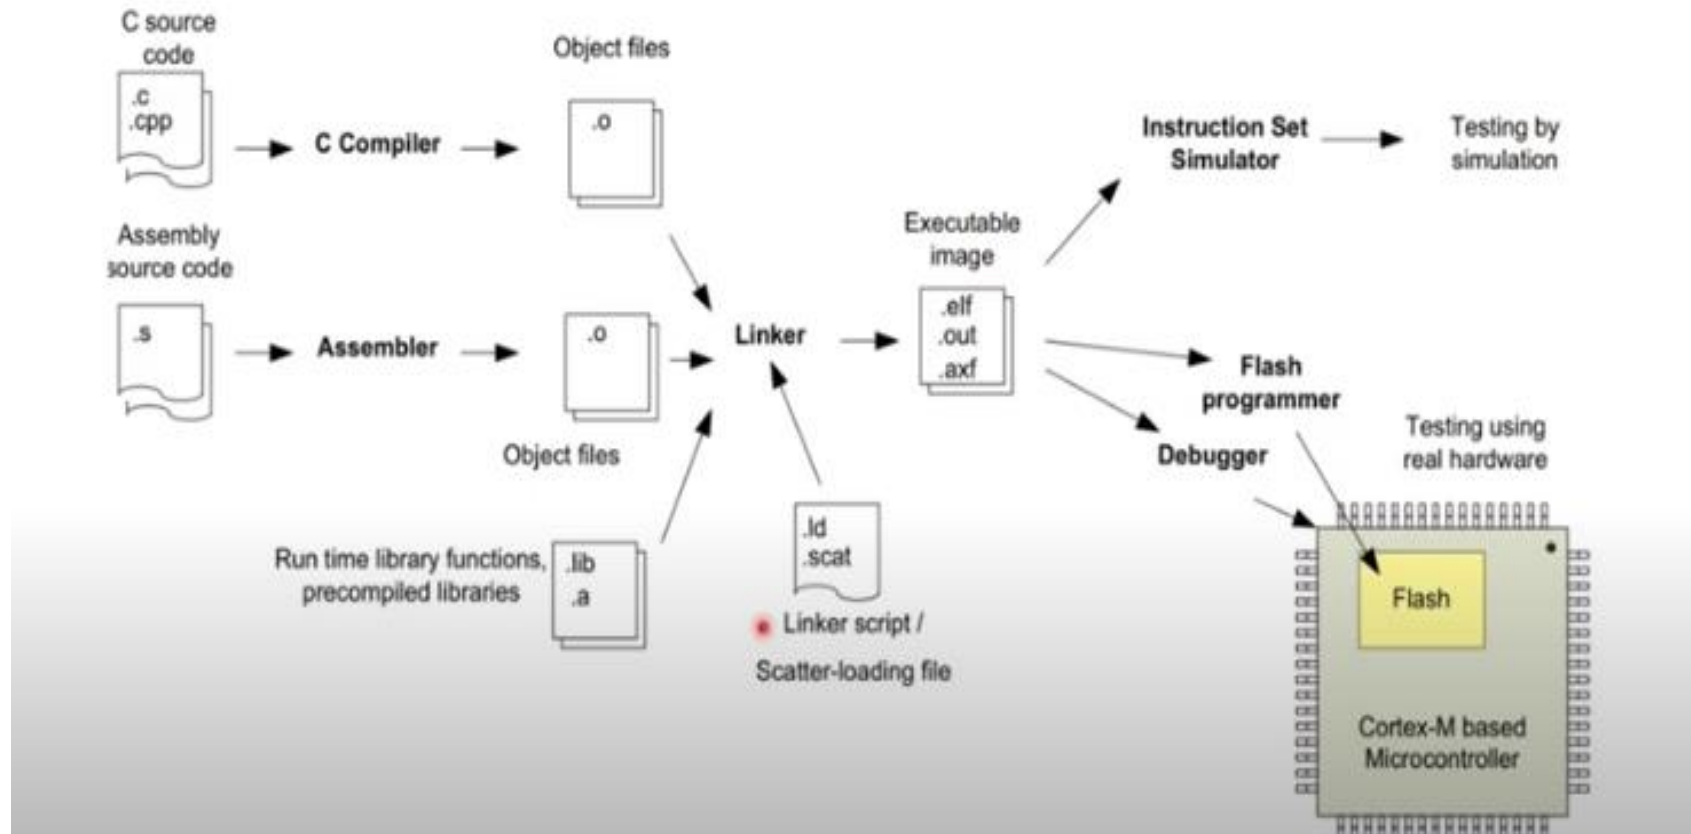 C source
code
.c
.cpp
C Compiler
Object files
.o
Assembly
source code
.s
Assembler
.o
Object files
Run time library functions,
precompiled libraries
.lib
.a
Linker
.ld
.scat
Linker script /
Scatter-loading file
Executable
image
.elf
.out
.axf
Instruction Set
Simulator
Testing by
simulation
Flash
programmer
Debugger
Testing using
real hardware
Flash
Cortex-M based
Microcontroller